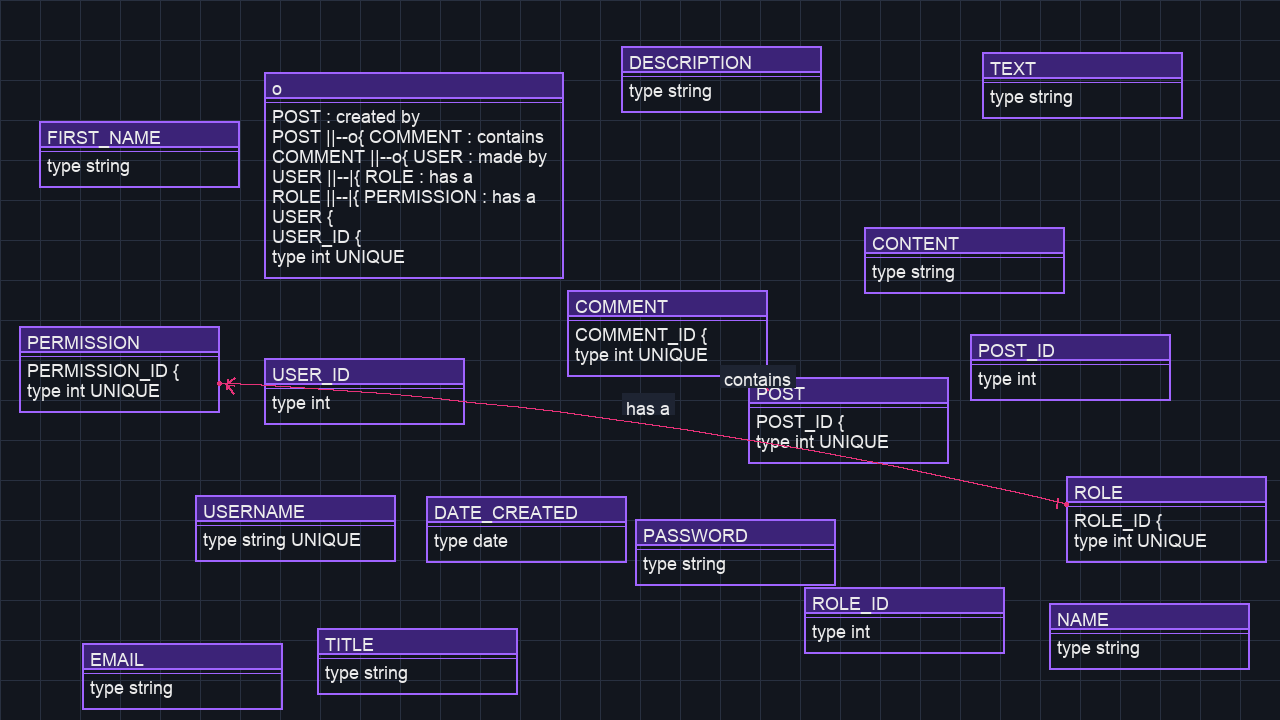 DESCRIPTION
type string
TEXT
type string
o
POST : created by
POST ||--o{ COMMENT : contains
COMMENT ||--o{ USER : made by
USER ||--|{ ROLE : has a
ROLE ||--|{ PERMISSION : has a
USER {
USER_ID {
type int UNIQUE
FIRST_NAME
type string
CONTENT
type string
COMMENT
COMMENT_ID {
type int UNIQUE
PERMISSION
PERMISSION_ID {
type int UNIQUE
USER_ID
type int
POST_ID
type int
contains
has a
POST
POST_ID {
type int UNIQUE
ROLE
ROLE_ID {
type int UNIQUE
USERNAME
type string UNIQUE
DATE_CREATED
type date
PASSWORD
type string
ROLE_ID
type int
NAME
type string
EMAIL
type string
TITLE
type string